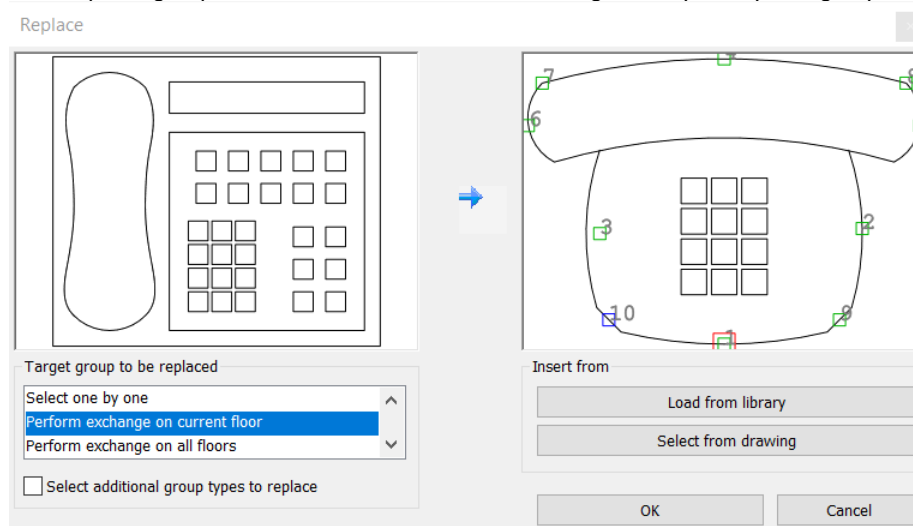 Replace
7
8
6
3
2
10
9
1
Target group to be replaced
Insert from
Select one by one
Perform exchange on current floor
Perform exchange on all floors
Load from library
Select from drawing
Select additional group types to replace
OK
Cancel